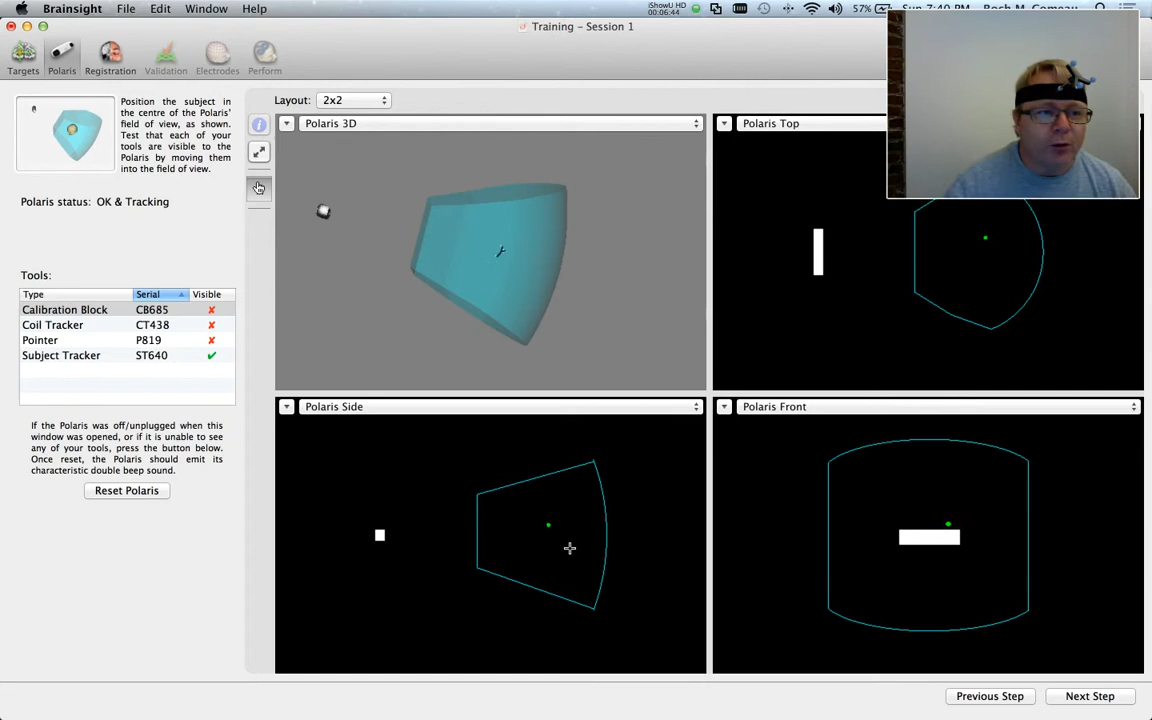 Brainsight File Edit Window Help
iShowU HD
00:06:44
57%
Training - Session 1
Targets Polaris Registration Validation Electrodes Perform
Position the subject in
the centre of the Polaris'
field of view, as shown.
Test that each of your
tools are visible to the
Polaris by moving them
into the field of view.
Polaris status: OK & Tracking
Tools:
Type Serial Visible
Calibration Block CB685 ✘
Coil Tracker CT438 ✘
Pointer P819 ✘
Subject Tracker ST640 ✔
If the Polaris was off/unplugged when this
window was opened, or if it is unable to see
any of your tools, press the button below.
Once reset, the Polaris should emit its
characteristic double beep sound.
Reset Polaris
Layout: 2x2
Polaris 3D
Polaris Top
Polaris Side
Polaris Front
Previous Step Next Step